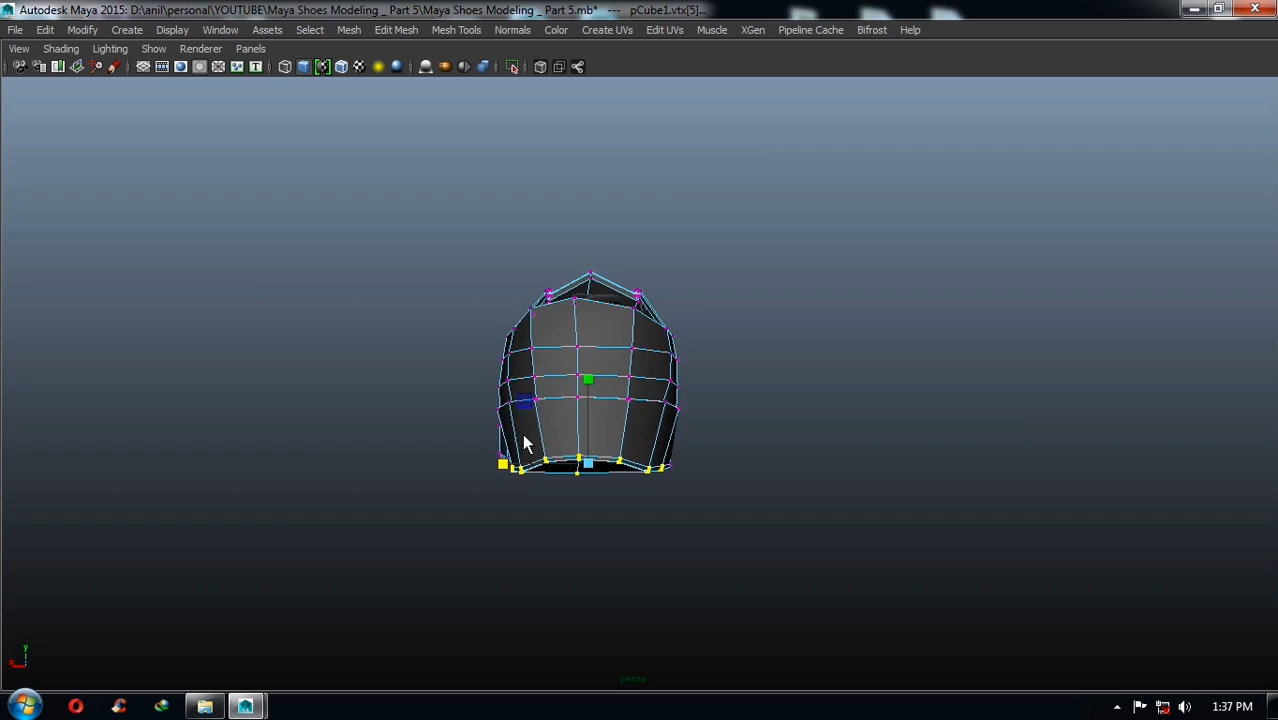 Autodesk Maya 2015: D:\anil\personal\YOUTUBE\Maya Shoes Modeling _ Part 5\Maya Shoes Modeling _ Part 5.mb* --- pCube1.vtx[5]...
File Edit Modify Create Display Window Assets Select Mesh Edit Mesh Mesh Tools Normals Color Create UVs Edit UVs Muscle XGen Pipeline Cache Bifrost Help
View Shading Lighting Show Renderer Panels
y
persp
1:37 PM